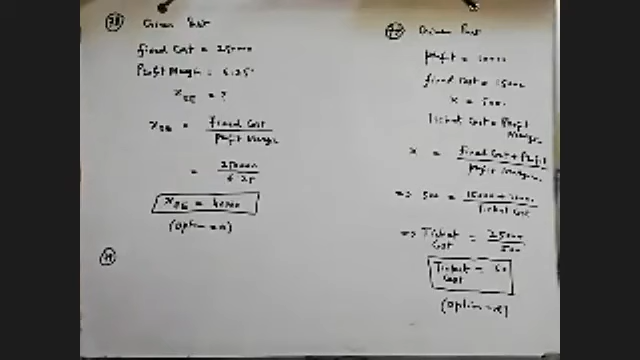 38 Given that
fixed cost = 25000
Profit Margin = 6.25
x_BE = ?
x_BE = fixed cost / Profit Margin
= 25000 / 6.25
x_BE = 4000
(option = a)
39
Given that
Profit = 10000
fixed cost = 15000
x = 500
Ticket cost = Profit Margin
x = fixed cost + Profit / Profit Margin
=> 500 = 15000 + 10000 / Ticket cost
=> Ticket cost = 25000 / 500
Ticket cost =